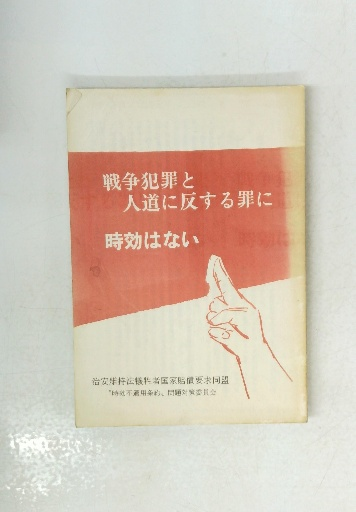 戦争犯罪と
人道に反する罪に
時効はない
治安維持法犠牲者国家賠償要求同盟
「時効不適用条約」問題対策委員会